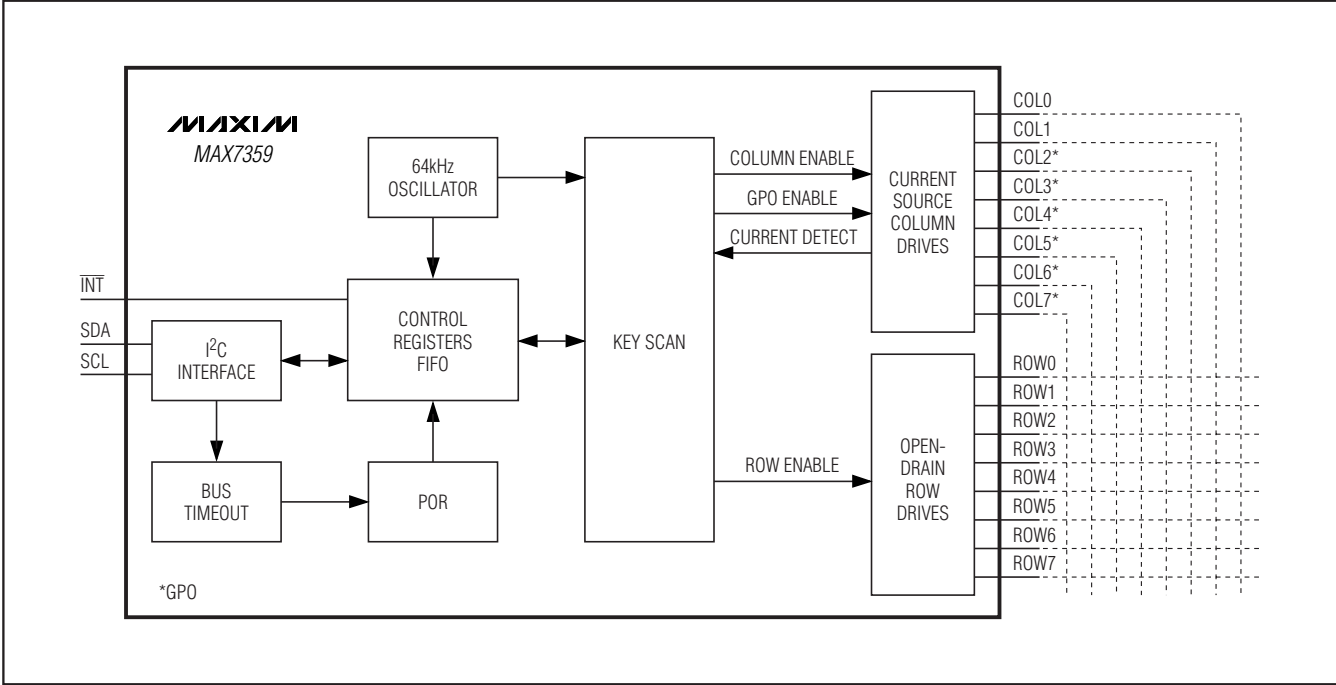 MAXIM
MAX7359
64kHz
OSCILLATOR
COLUMN ENABLE
GPO ENABLE
CURRENT DETECT
CURRENT
SOURCE
COLUMN
DRIVES
COL0
COL1
COL2*
COL3*
COL4*
COL5*
COL6*
COL7*
INT
SDA
SCL
I2C
INTERFACE
CONTROL
REGISTERS
FIFO
KEY SCAN
BUS
TIMEOUT
POR
ROW ENABLE
OPEN-
DRAIN
ROW
DRIVES
ROW0
ROW1
ROW2
ROW3
ROW4
ROW5
ROW6
ROW7
*GPO